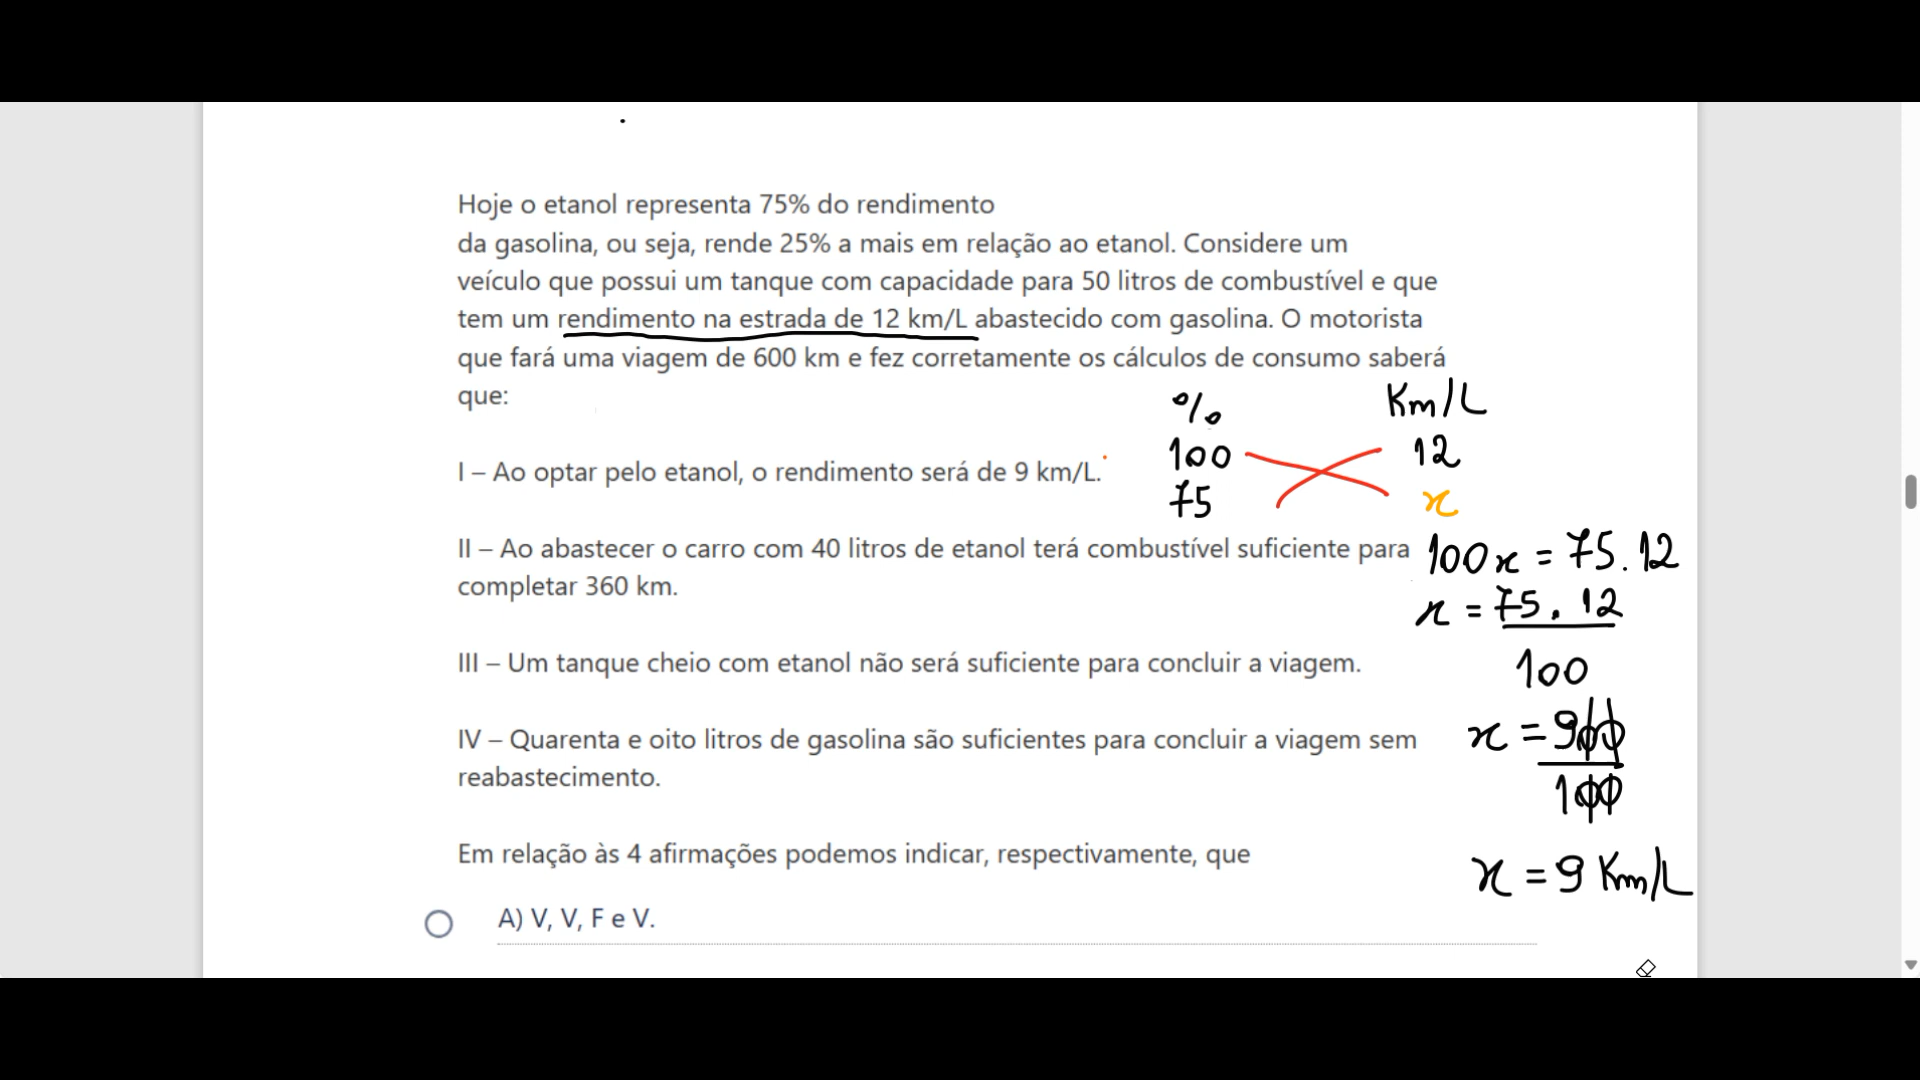 Hoje o etanol representa 75% do rendimento
da gasolina, ou seja, rende 25% a mais em relação ao etanol. Considere um
veículo que possui um tanque com capacidade para 50 litros de combustível e que
tem um rendimento na estrada de 12 km/L abastecido com gasolina. O motorista
que fará uma viagem de 600 km e fez corretamente os cálculos de consumo saberá
que:
% Km/L
100 12
75 x
I – Ao optar pelo etanol, o rendimento será de 9 km/L.
II – Ao abastecer o carro com 40 litros de etanol terá combustível suficiente para
completar 360 km.
100x = 75.12
x = 75.12
100
III – Um tanque cheio com etanol não será suficiente para concluir a viagem.
IV – Quarenta e oito litros de gasolina são suficientes para concluir a viagem sem
reabastecimento.
x = 900
100
x = 9 Km/L
Em relação às 4 afirmações podemos indicar, respectivamente, que
A) V, V, F e V.